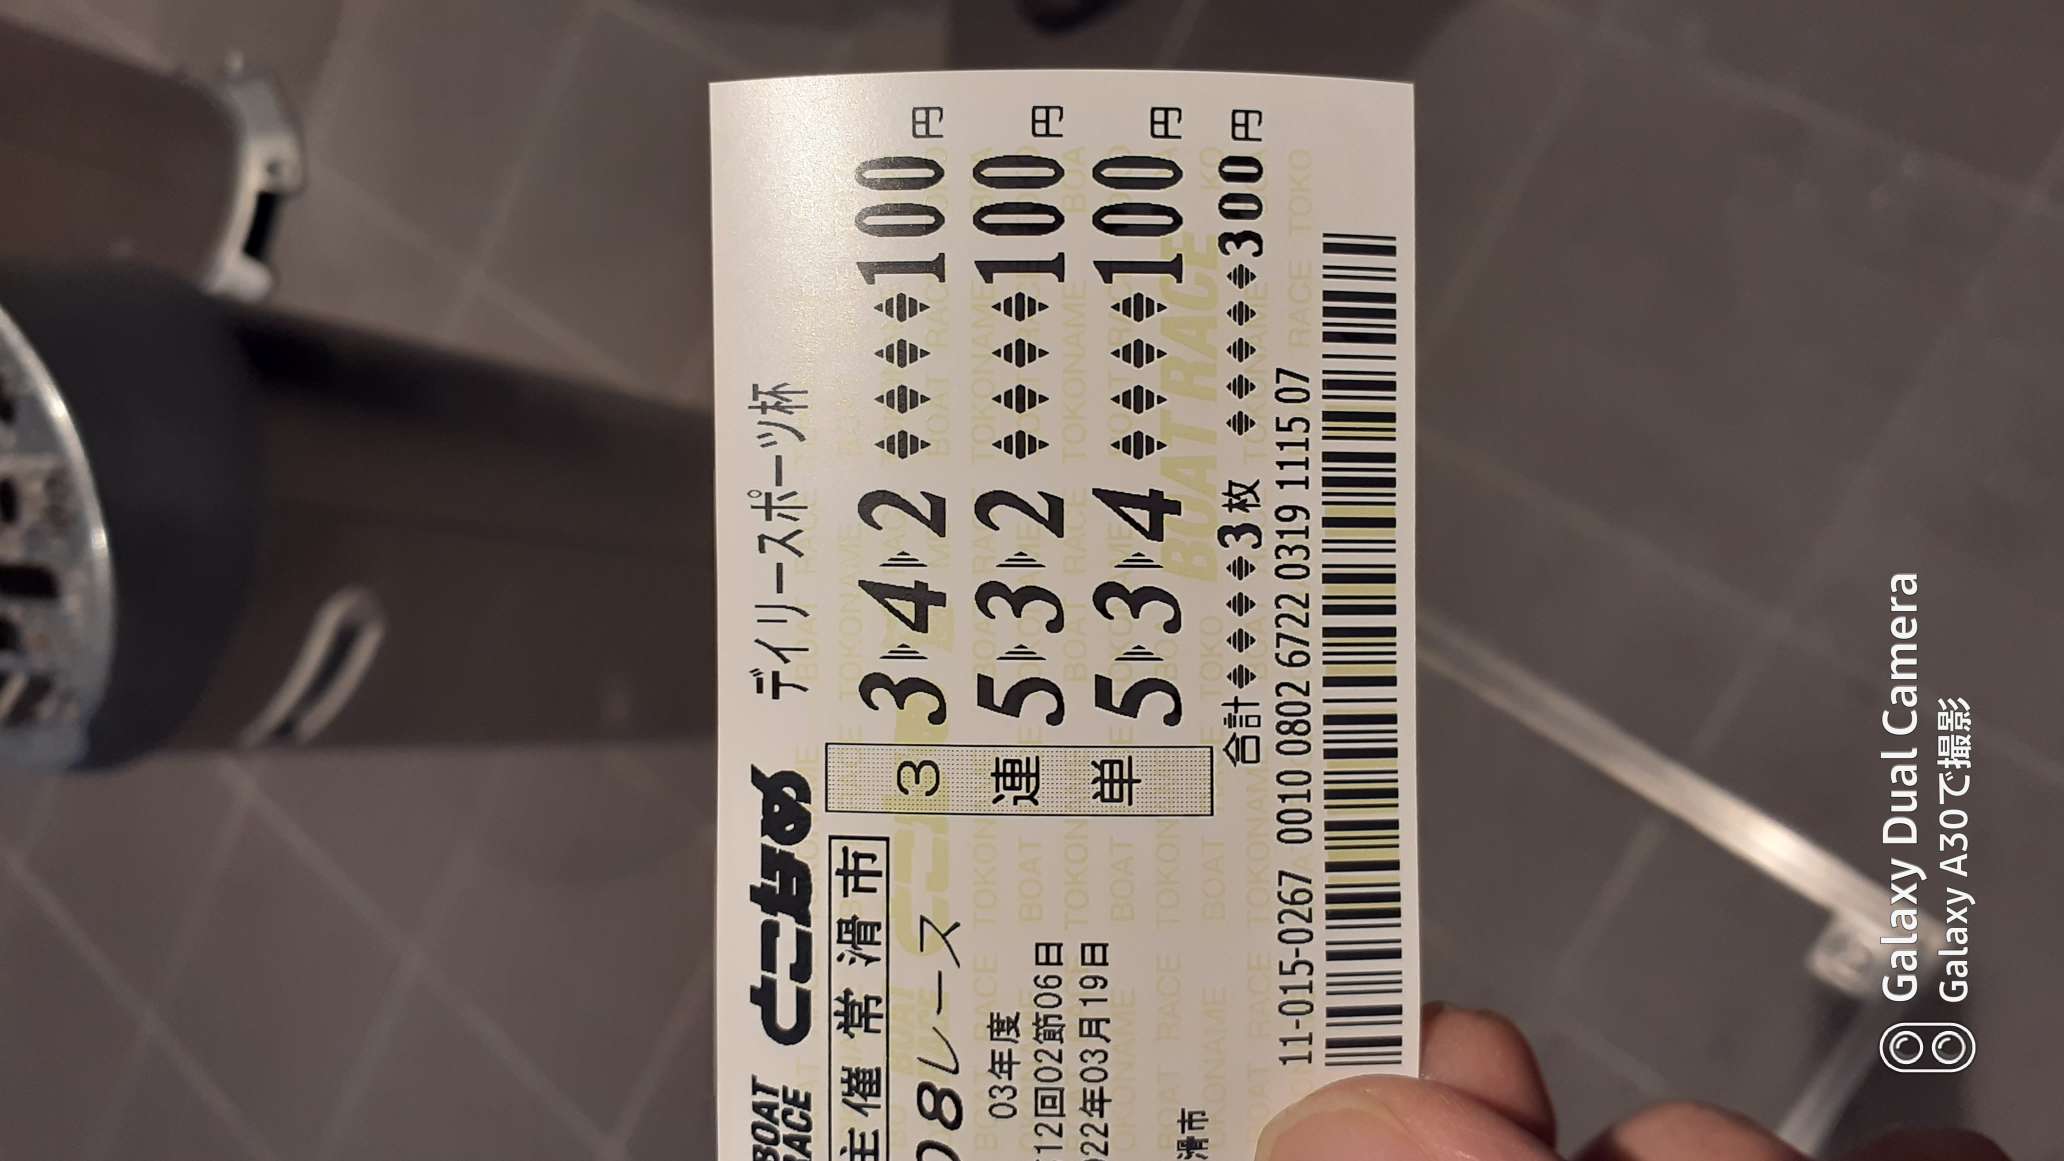 BOAT RACE とこなめ デイリースポーツ杯
主催 常滑市
08レース
03年度
12回02節06日
022年03月19日
滑市
3連単
3 4 2 100円
5 3 2 100円
5 3 4 100円
合計 3枚 300円
11-015-0267 0010 0802 6722 0319 1115 07
BOAT RACE
Galaxy Dual Camera
Galaxy A30で撮影